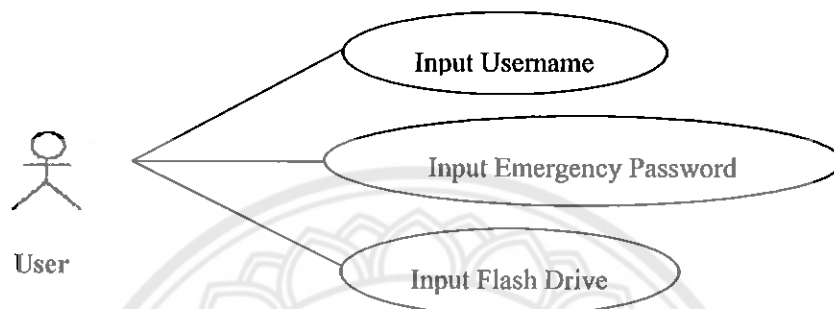 Input Username
Input Emergency Password
User
Input Flash Drive